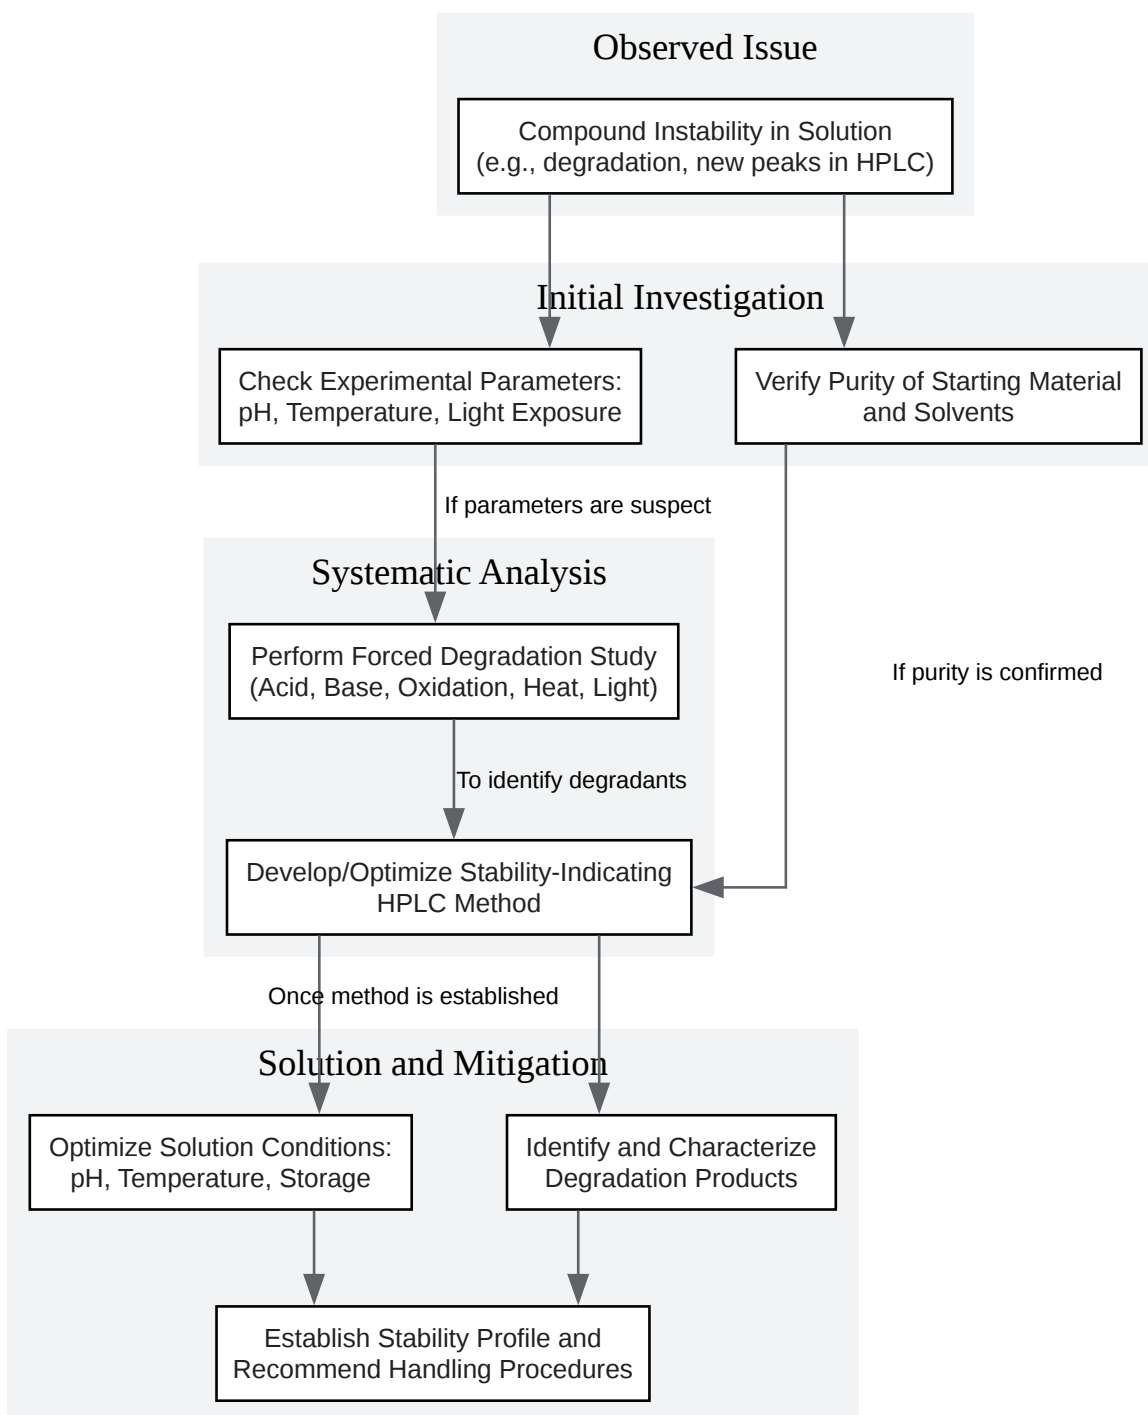 Observed Issue
Compound Instability in Solution
(e.g., degradation, new peaks in HPLC)
Initial Investigation
Check Experimental Parameters:
pH, Temperature, Light Exposure
Verify Purity of Starting Material
and Solvents
If parameters are suspect
Systematic Analysis
Perform Forced Degradation Study
(Acid, Base, Oxidation, Heat, Light)
If purity is confirmed
To identify degradants
Develop/Optimize Stability-Indicating
HPLC Method
Once method is established
Solution and Mitigation
Optimize Solution Conditions:
pH, Temperature, Storage
Identify and Characterize
Degradation Products
Establish Stability Profile and
Recommend Handling Procedures